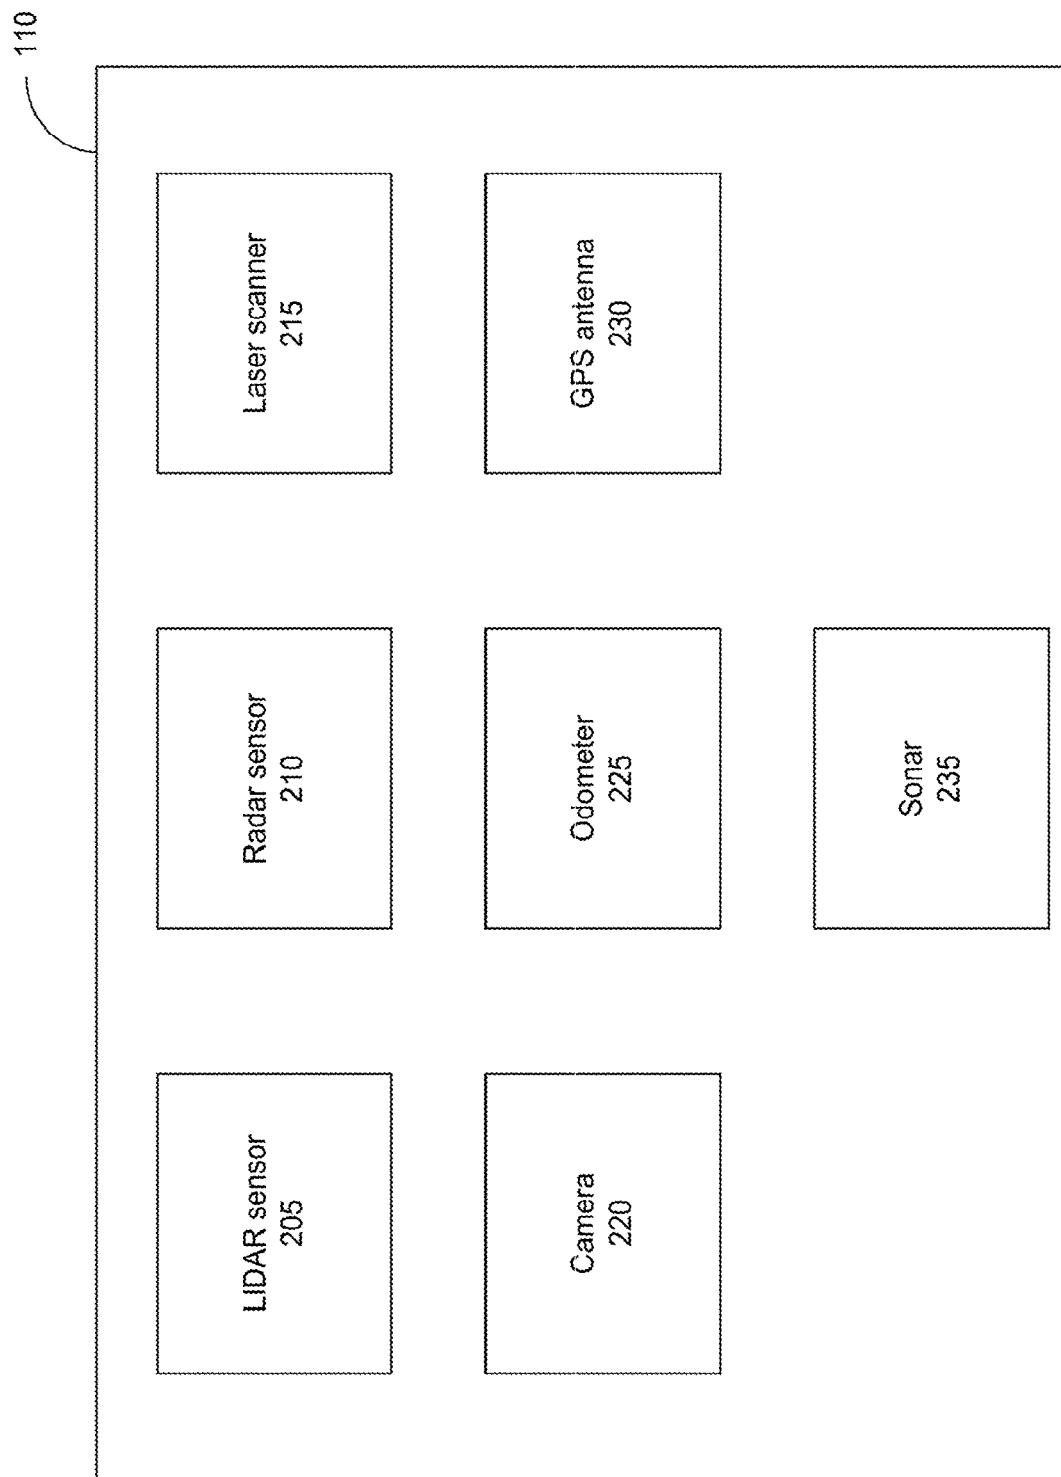 110
LIDAR sensor
205
Radar sensor
210
Laser scanner
215
Camera
220
Odometer
225
GPS antenna
230
Sonar
235